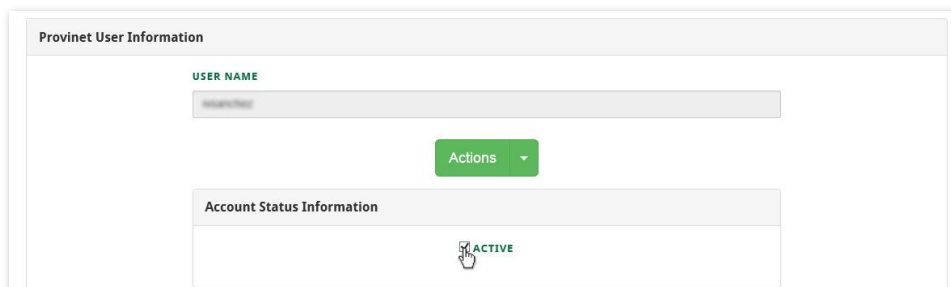 Provinet User Information
USER NAME
Actions
Account Status Information
ACTIVE